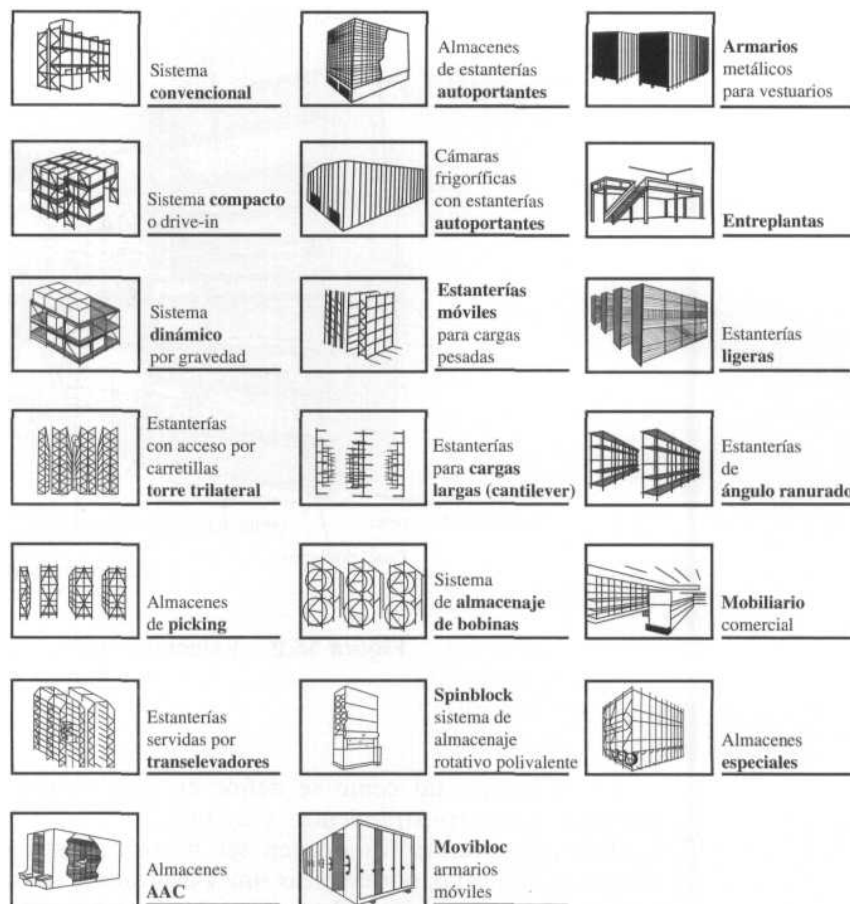 Sistema
convencional
Almacenes
de estanterías
autoportantes
Armarios
metálicos
para vestuarios
Sistema compacto
o drive-in
Cámaras
frigoríficas
con estanterías
autoportantes
Entreplantas
Sistema
dinámico
por gravedad
Estanterías
móviles
para cargas
pesadas
Estanterías
ligeras
Estanterías
con acceso por
carretillas
torre trilateral
Estanterías
para cargas
largas (cantilever)
Estanterías
de
ángulo ranurado
Almacenes
de picking
Sistema
de almacenaje
de bobinas
Mobiliario
comercial
Estanterías
servidas por
transelevadores
Spinblock
sistema de
almacenaje
rotativo polivalente
Almacenes
especiales
Almacenes
AAC
Movibloc
armarios
móviles